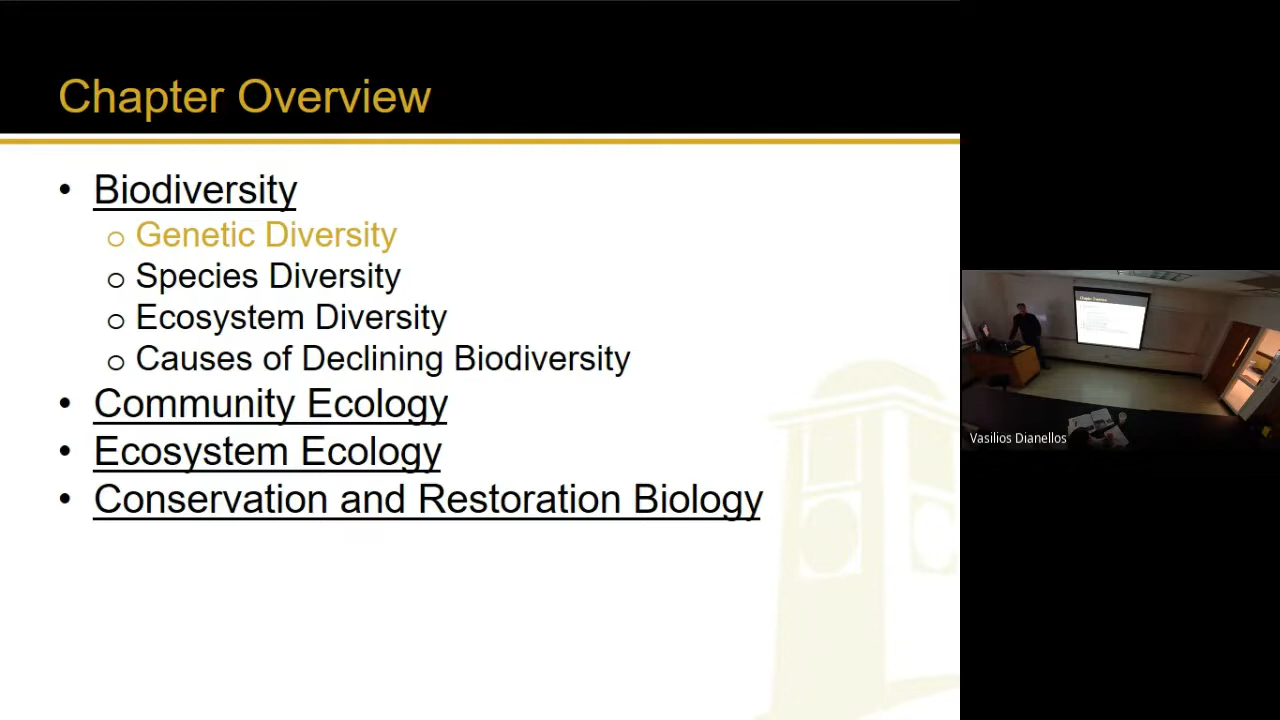 Chapter Overview
• Biodiversity
o Genetic Diversity
o Species Diversity
o Ecosystem Diversity
o Causes of Declining Biodiversity
• Community Ecology
• Ecosystem Ecology
• Conservation and Restoration Biology
Vasilios Dianellos